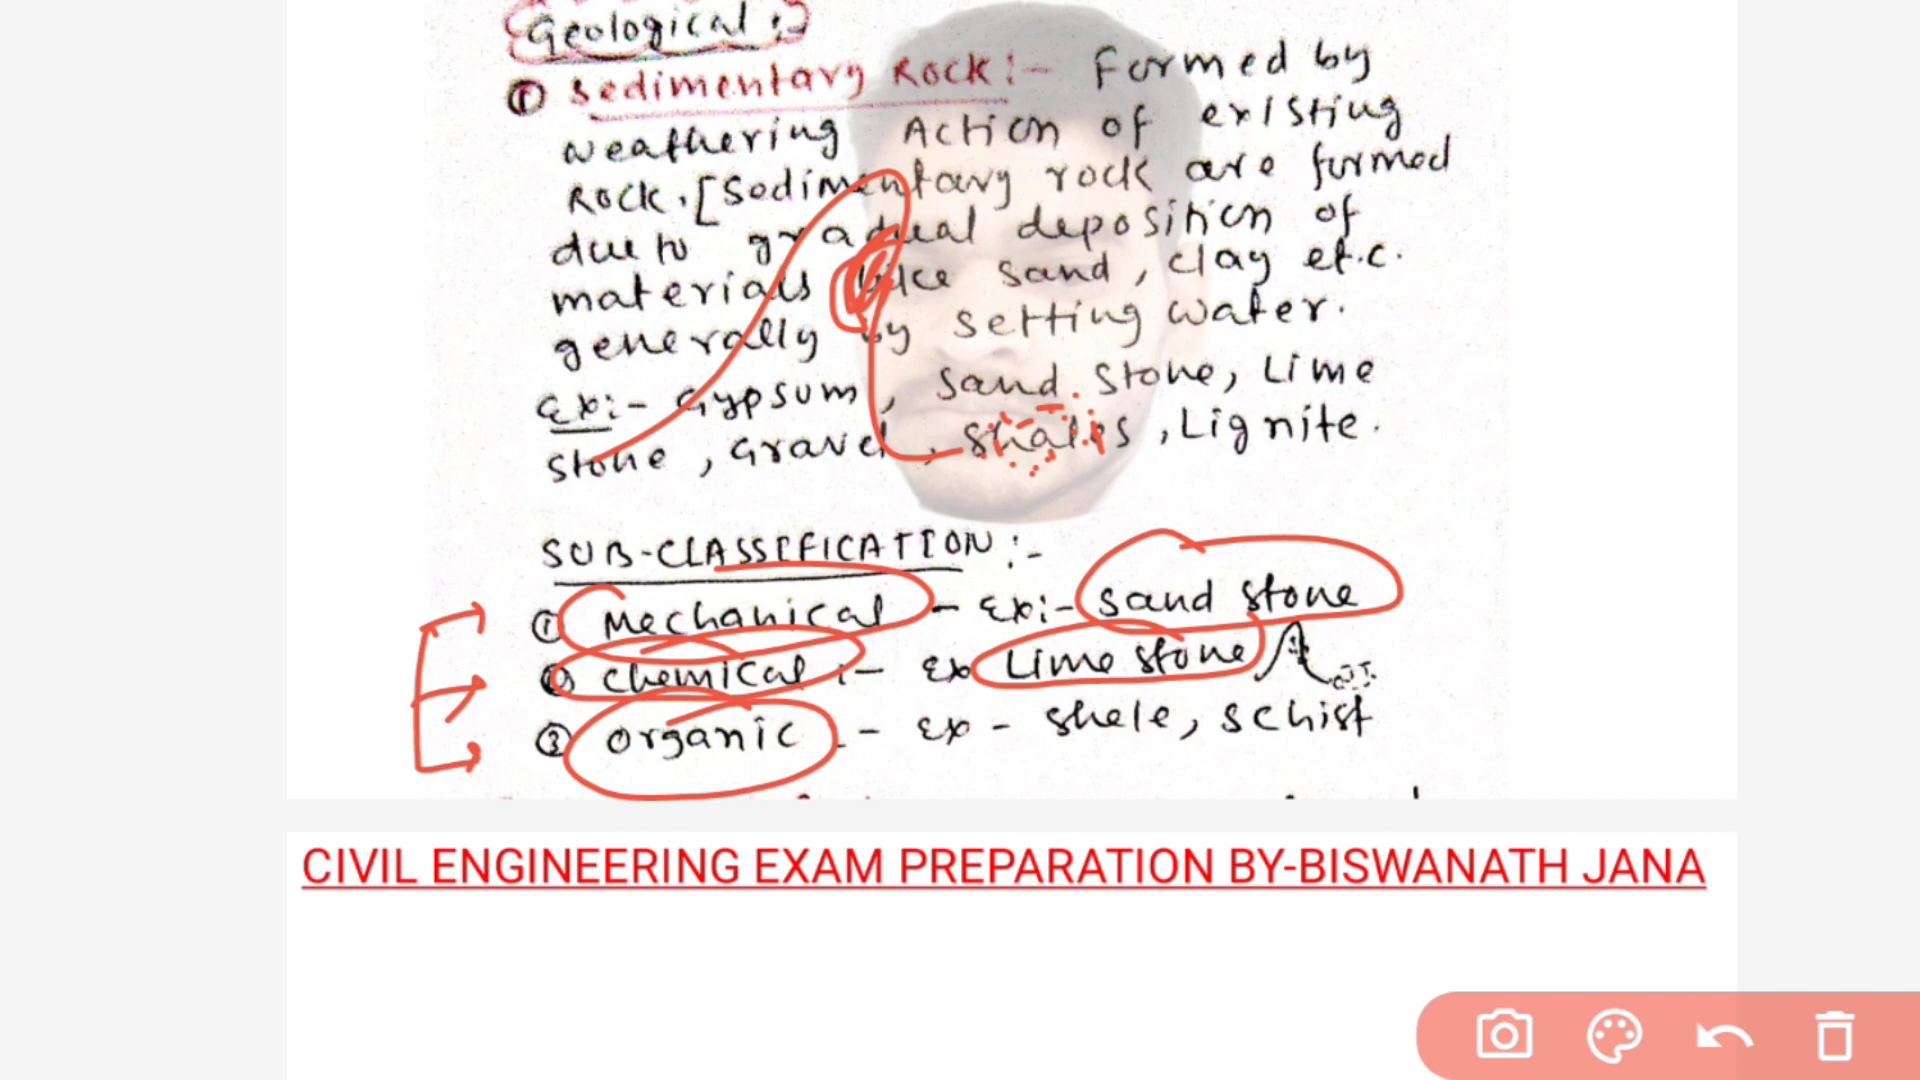 Geological :-
① Sedimentary Rock :- Formed by
weathering Action of existing
Rock. [Sedimentary rock are formed
due to gradual deposition of
materials like sand, clay et.c.
generally by setting water.
Ex:- Gypsum, Sand. Stone, Lime
Stone, Gravel, Shales, Lignite.
SUB-CLASSIFICATION :-
① Mechanical - Ex:- Sand Stone
② Chemical :- Ex Lime Stone
③ Organic :- Ex - Shele, Schist
CIVIL ENGINEERING EXAM PREPARATION BY-BISWANATH JANA